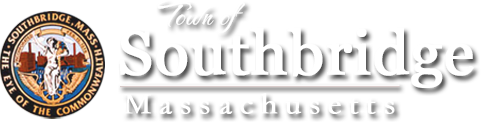 Town of
Southbridge
Massachusetts
SOUTHBRIDGE, MASS.
THE EYE OF THE COMMONWEALTH